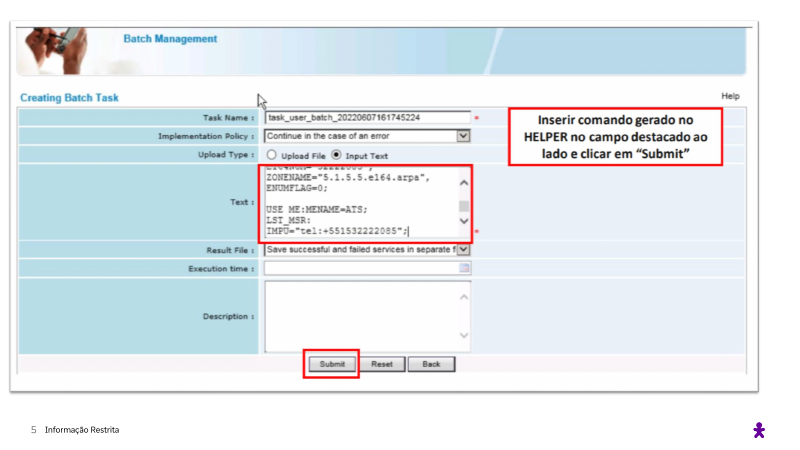 Batch Management
Creating Batch Task
Help
Task Name :
task_user_batch_20220607161745224
*
Inserir comando gerado no
HELPER no campo destacado ao
lado e clicar em “Submit”
Implementation Policy :
Continue in the case of an error
Upload Type :
Upload File
Input Text
Text :
ZONENAME="5.1.5.5.e164.arpa",
ENUMFLAG=0;
USE ME:MENAME=ATS;
LST MSR:
IMPU="tel:+551532222085";
*
Result File :
Save successful and failed services in separate f
Execution time :
Description :
Submit
Reset
Back
5 Informação Restrita